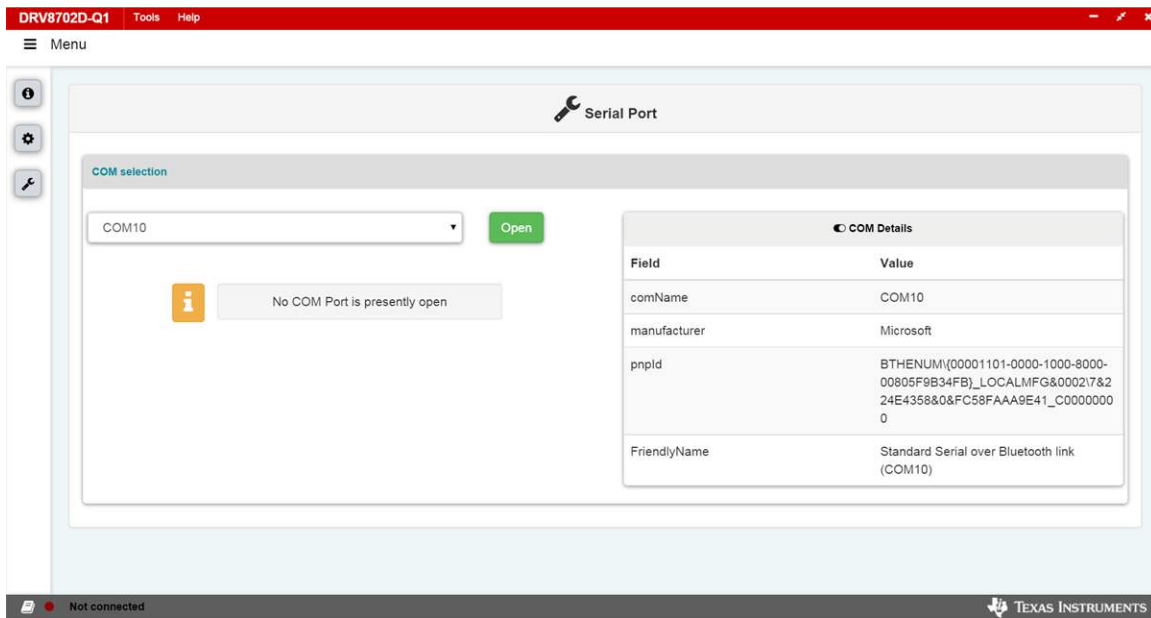 DRV8702D-Q1 Tools Help
Menu
Serial Port
COM selection
COM10
Open
No COM Port is presently open
COM Details
Field Value
comName COM10
manufacturer Microsoft
pnpId BTHENUM\{00001101-0000-1000-8000-
00805F9B34FB}_LOCALMFG&0002\7&2
24E4358&0&FC58FAAA9E41_C0000000
0
FriendlyName Standard Serial over Bluetooth link
(COM10)
Not connected
TEXAS INSTRUMENTS